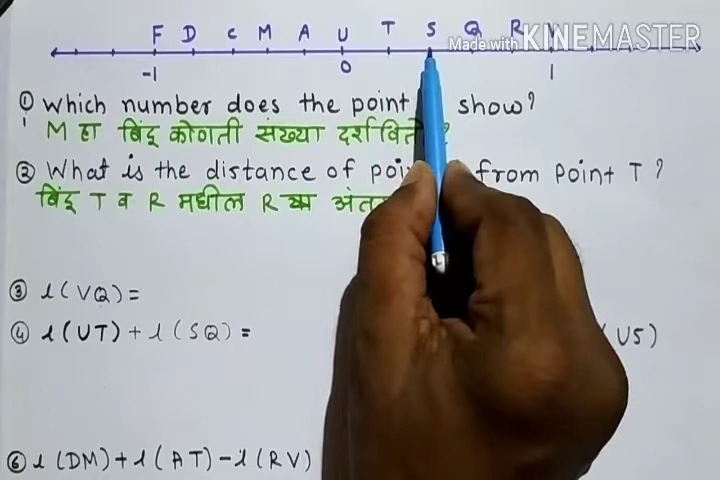 F D C M A U T S Q R V
-1 0 1
Made with KINEMASTER
① Which number does the point show?
M हा बिंदू कोणती संख्या दर्शविते ?
② What is the distance of from point T ?
बिंदू T व R मधील R
③ l(VQ)=
④ l(UT) + l(SQ) = US)
⑥ l(DM) + l(AT) - l(RV)